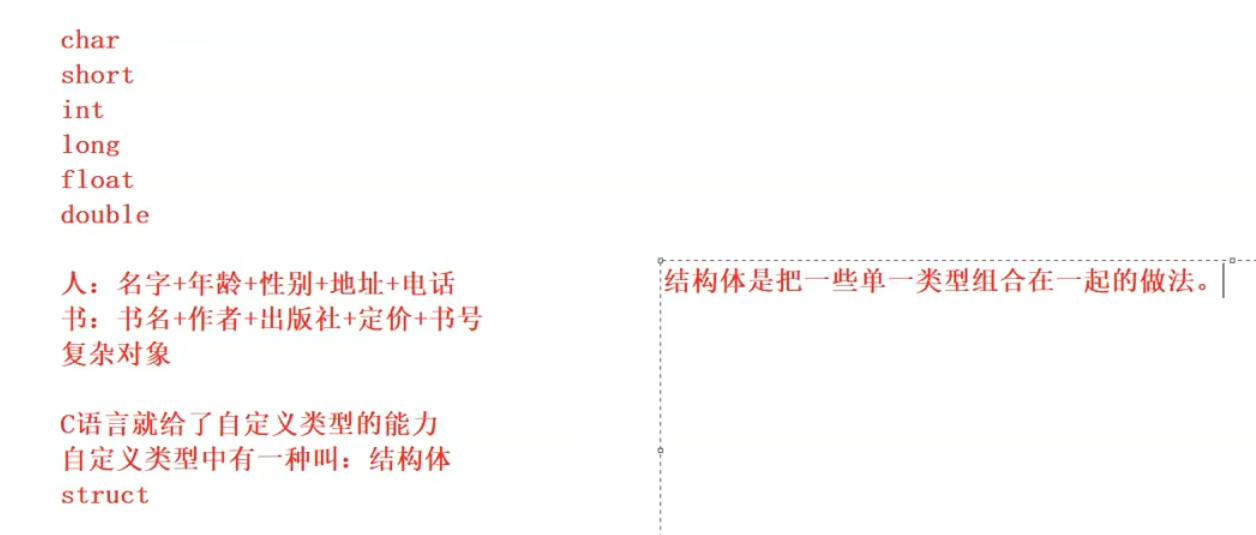 char
short
int
long
float
double
人：名字+年龄+性别+地址+电话
书：书名+作者+出版社+定价+书号
复杂对象
C语言就给了自定义类型的能力
自定义类型中有一种叫：结构体
struct
结构体是把一些单一类型组合在一起的做法。